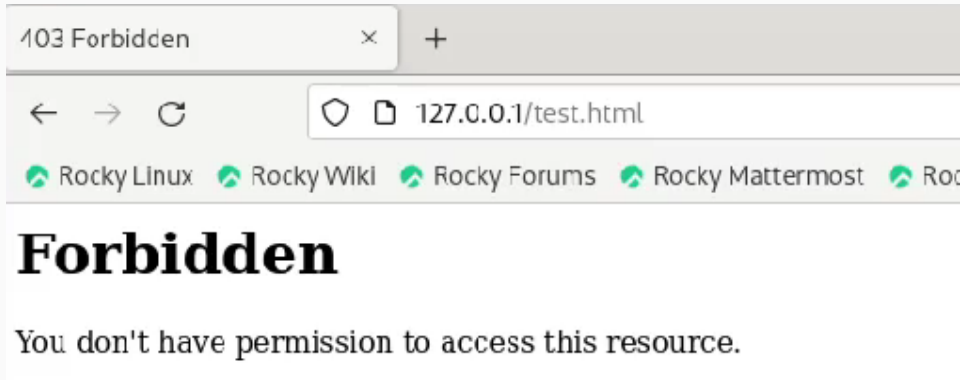 403 Forbidden
127.0.0.1/test.html
Rocky Linux Rocky Wiki Rocky Forums Rocky Mattermost Roc
Forbidden
You don't have permission to access this resource.